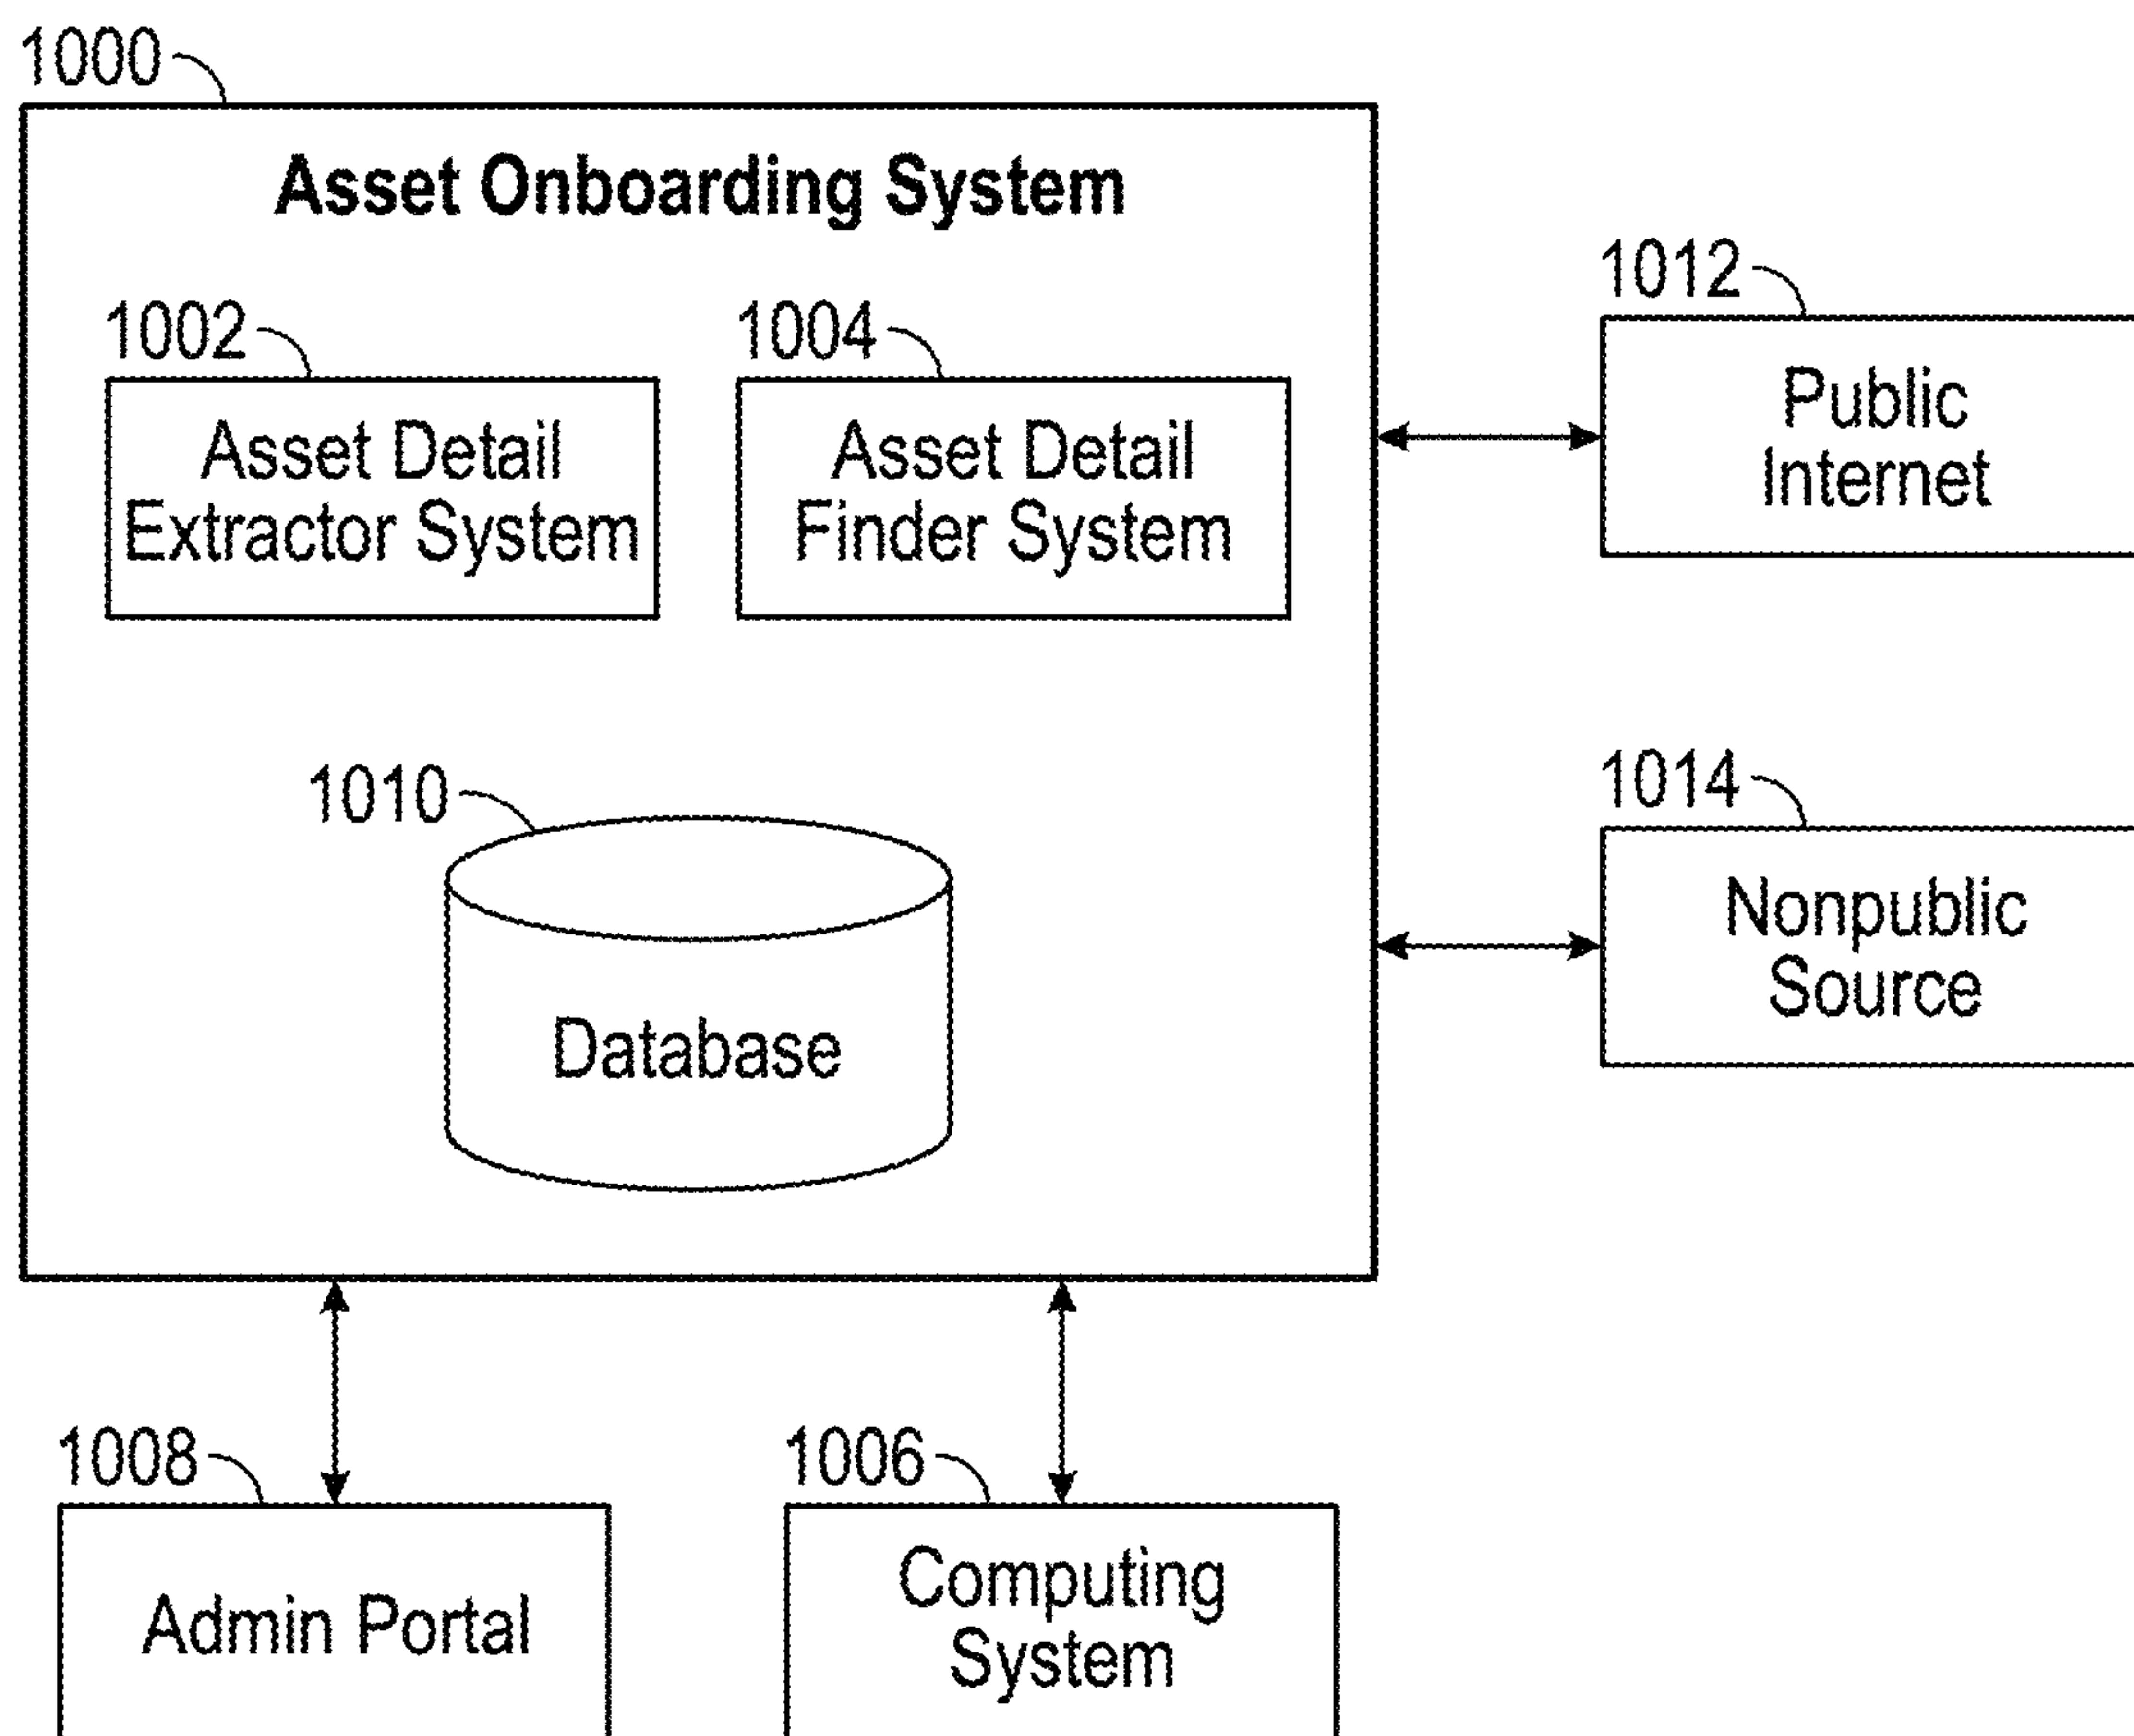 1000
Asset Onboarding System
1002
Asset Detail
Extractor System
1004
Asset Detail
Finder System
1010
Database
1012
Public
Internet
1014
Nonpublic
Source
1008
Admin Portal
1006
Computing
System